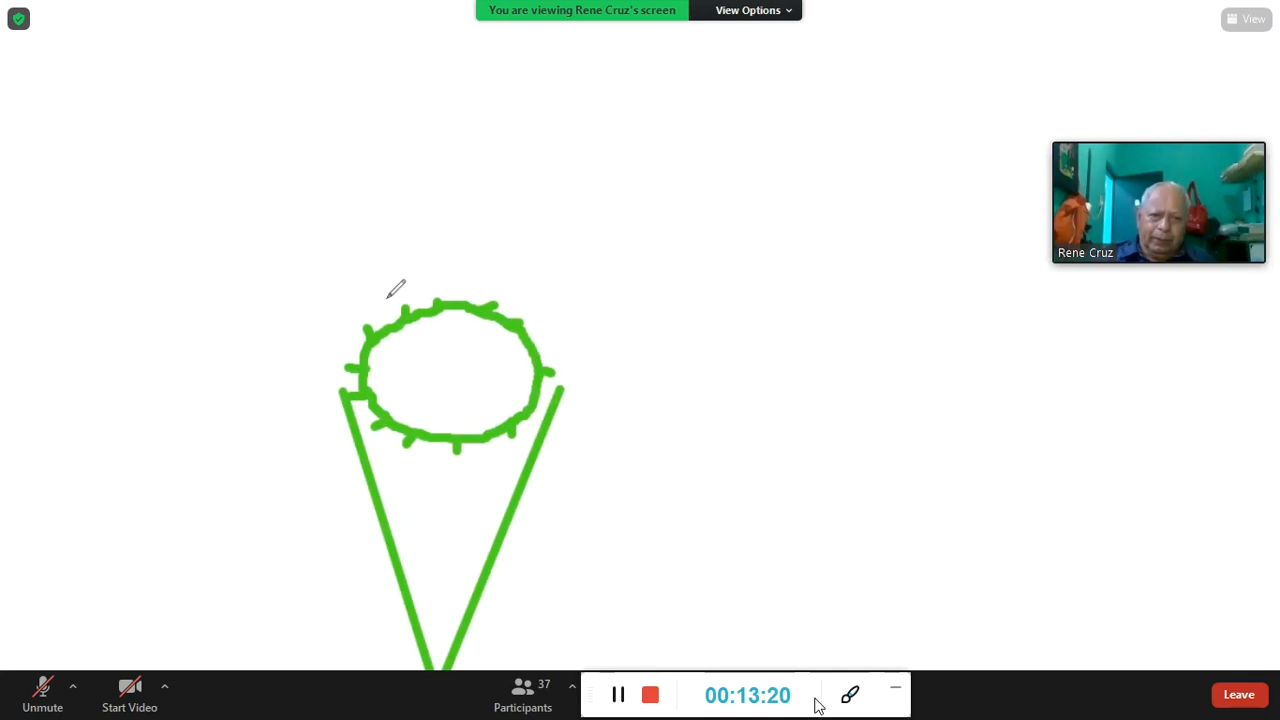 You are viewing Rene Cruz's screen View Options
View
Rene Cruz
Unmute
Start Video
37
Participants
00:13:20
Leave